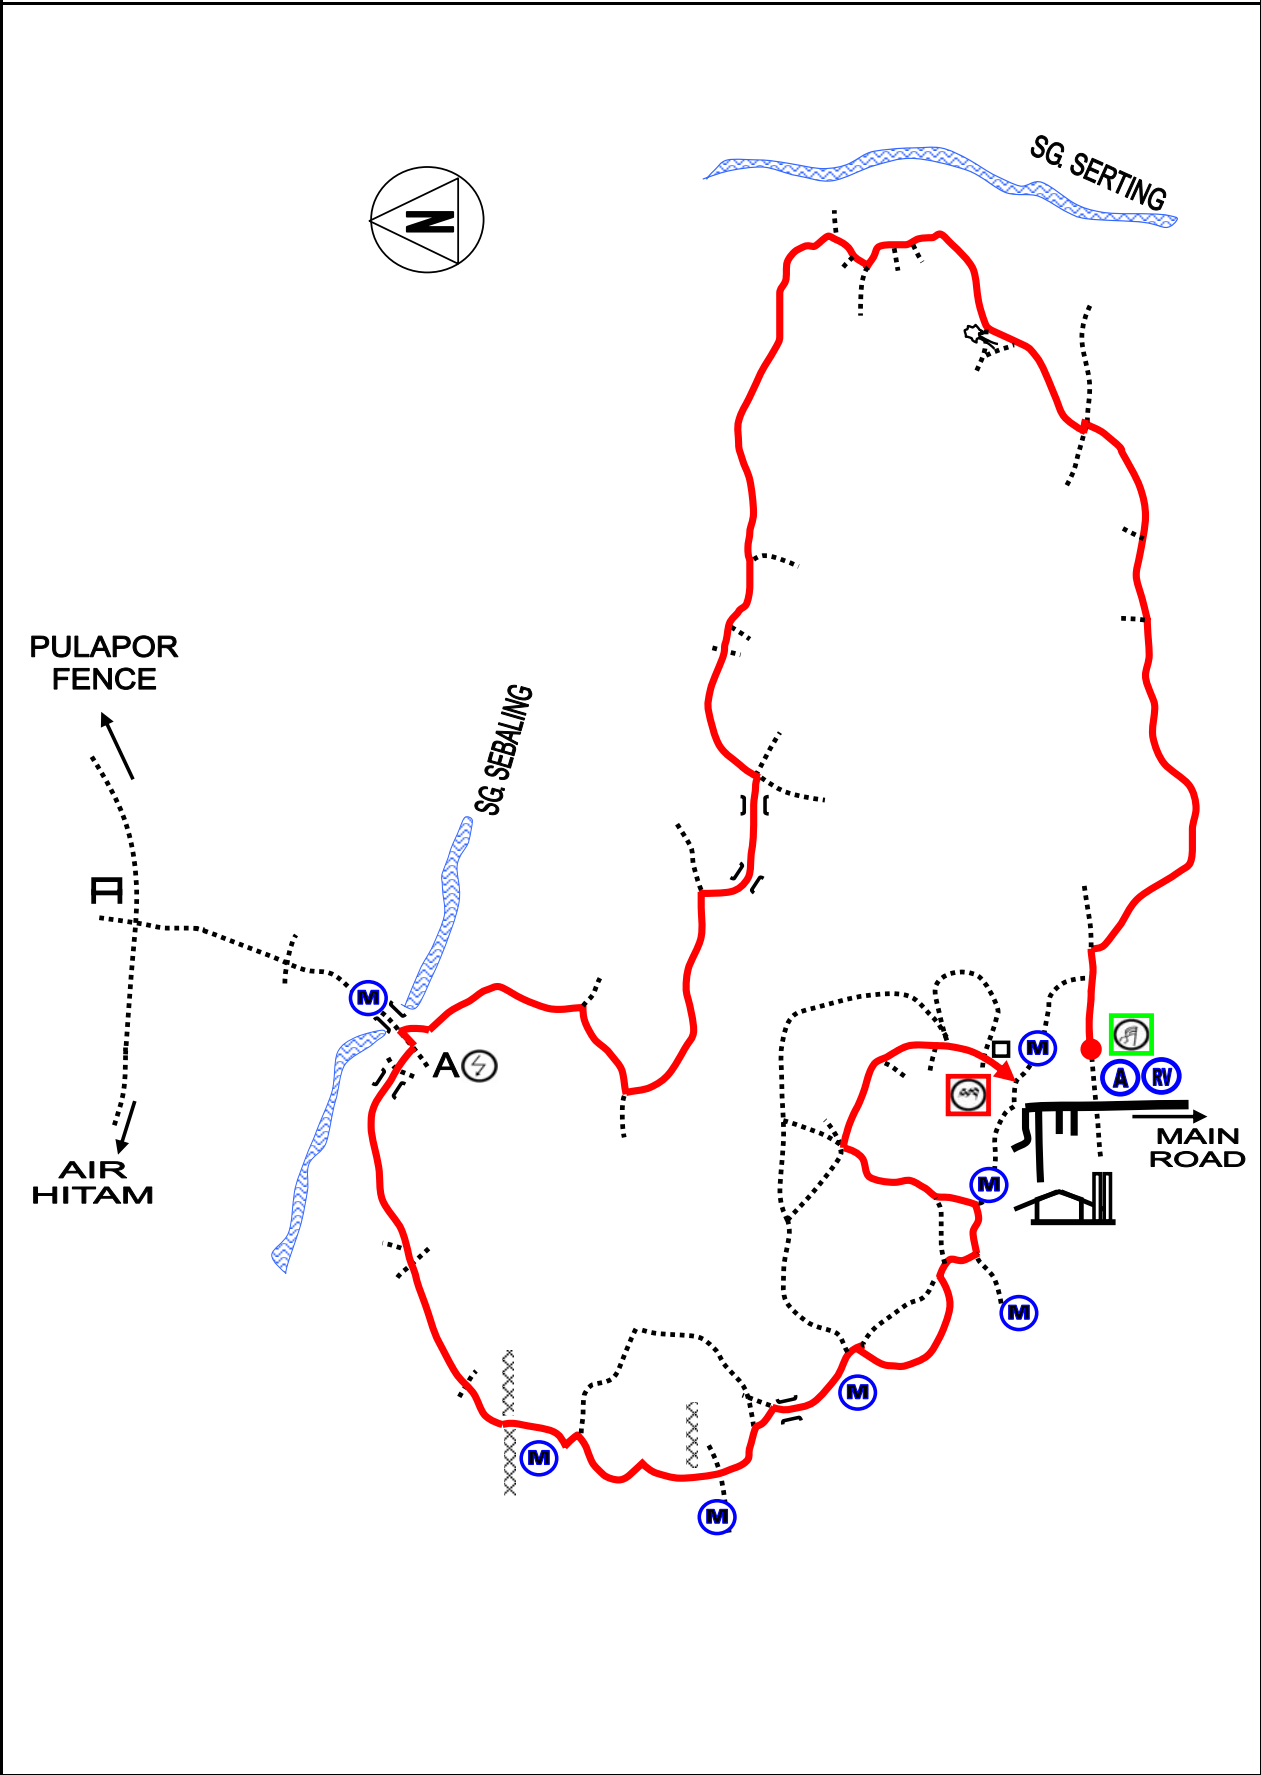 SG. SERTING
N
PULAPOR
FENCE
SG. SEBALING
M
A
M
A
RV
MAIN
ROAD
AIR
HITAM
M
M
M
M
M